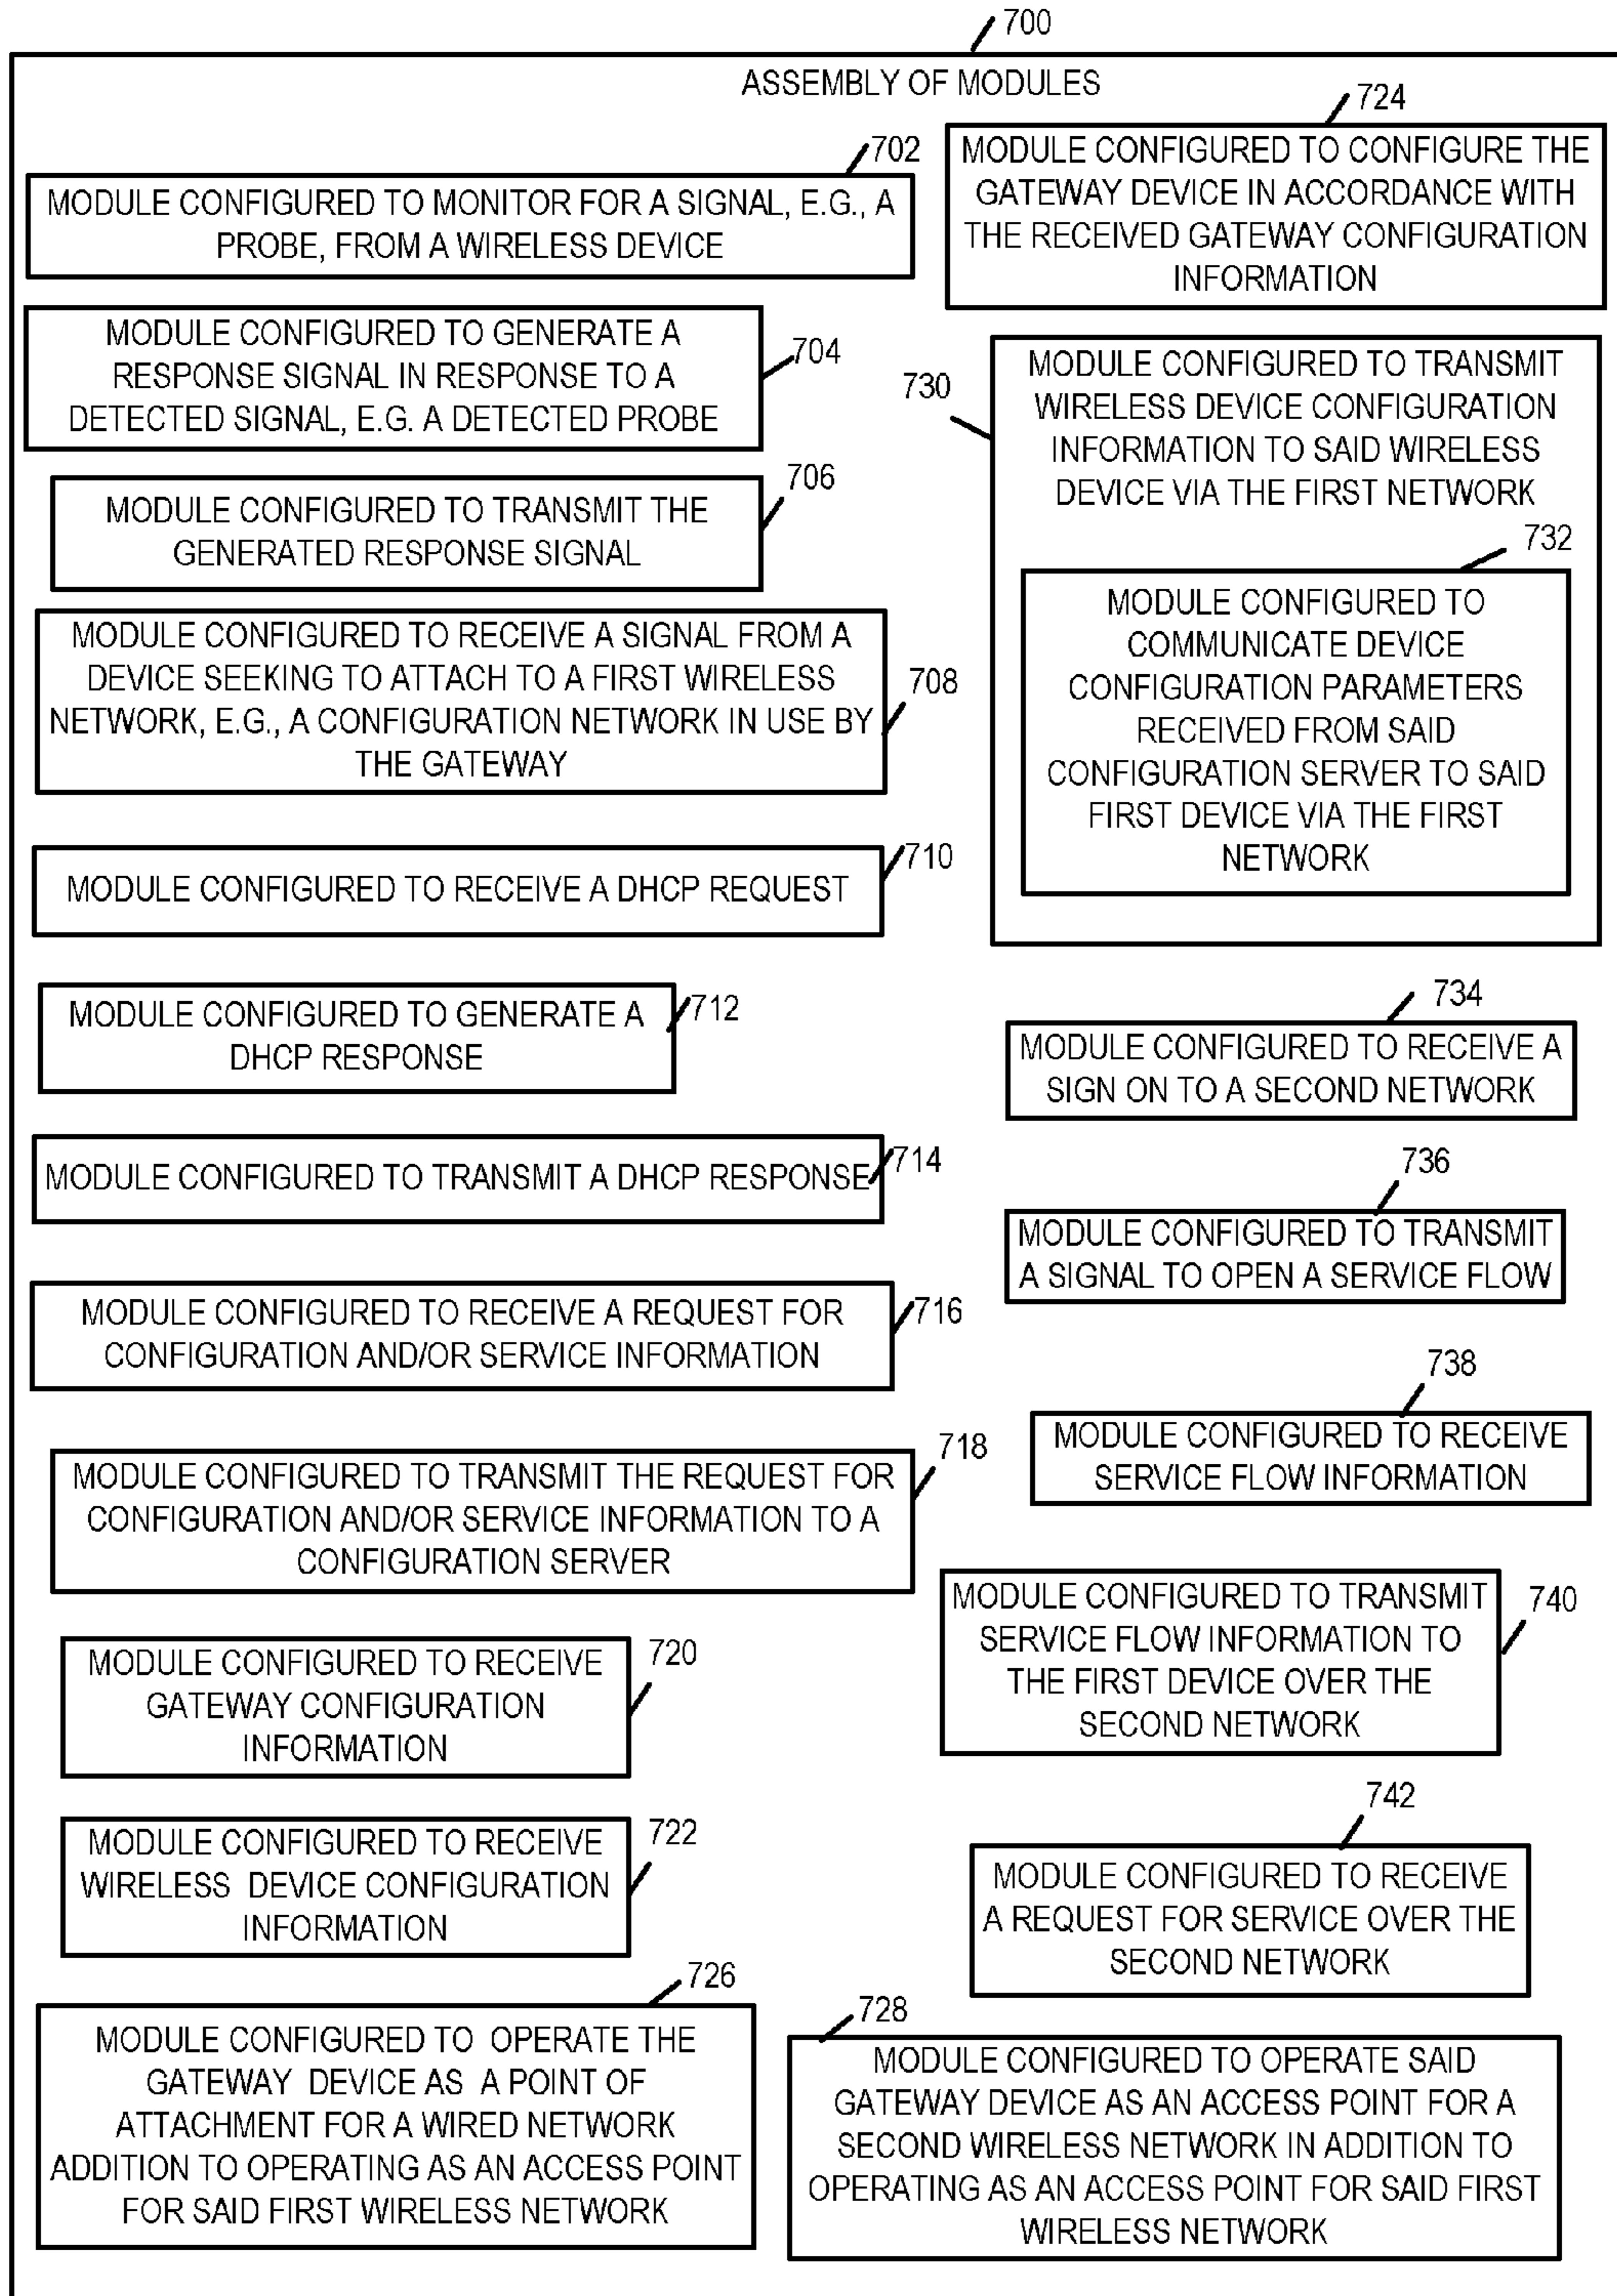 700
ASSEMBLY OF MODULES
702
MODULE CONFIGURED TO MONITOR FOR A SIGNAL, E.G., A
PROBE, FROM A WIRELESS DEVICE
MODULE CONFIGURED TO GENERATE A
RESPONSE SIGNAL IN RESPONSE TO A
DETECTED SIGNAL, E.G. A DETECTED PROBE
704
706
MODULE CONFIGURED TO TRANSMIT THE
GENERATED RESPONSE SIGNAL
MODULE CONFIGURED TO RECEIVE A SIGNAL FROM A
DEVICE SEEKING TO ATTACH TO A FIRST WIRELESS
NETWORK, E.G., A CONFIGURATION NETWORK IN USE BY
THE GATEWAY
708
710
MODULE CONFIGURED TO RECEIVE A DHCP REQUEST
712
MODULE CONFIGURED TO GENERATE A
DHCP RESPONSE
714
MODULE CONFIGURED TO TRANSMIT A DHCP RESPONSE
MODULE CONFIGURED TO RECEIVE A REQUEST FOR
CONFIGURATION AND/OR SERVICE INFORMATION
716
718
MODULE CONFIGURED TO TRANSMIT THE REQUEST FOR
CONFIGURATION AND/OR SERVICE INFORMATION TO A
CONFIGURATION SERVER
720
MODULE CONFIGURED TO RECEIVE
GATEWAY CONFIGURATION
INFORMATION
722
MODULE CONFIGURED TO RECEIVE
WIRELESS DEVICE CONFIGURATION
INFORMATION
726
MODULE CONFIGURED TO OPERATE THE
GATEWAY DEVICE AS A POINT OF
ATTACHMENT FOR A WIRED NETWORK
ADDITION TO OPERATING AS AN ACCESS POINT
FOR SAID FIRST WIRELESS NETWORK
724
MODULE CONFIGURED TO CONFIGURE THE
GATEWAY DEVICE IN ACCORDANCE WITH
THE RECEIVED GATEWAY CONFIGURATION
INFORMATION
730
MODULE CONFIGURED TO TRANSMIT
WIRELESS DEVICE CONFIGURATION
INFORMATION TO SAID WIRELESS
DEVICE VIA THE FIRST NETWORK
732
MODULE CONFIGURED TO
COMMUNICATE DEVICE
CONFIGURATION PARAMETERS
RECEIVED FROM SAID
CONFIGURATION SERVER TO SAID
FIRST DEVICE VIA THE FIRST
NETWORK
734
MODULE CONFIGURED TO RECEIVE A
SIGN ON TO A SECOND NETWORK
736
MODULE CONFIGURED TO TRANSMIT
A SIGNAL TO OPEN A SERVICE FLOW
738
MODULE CONFIGURED TO RECEIVE
SERVICE FLOW INFORMATION
MODULE CONFIGURED TO TRANSMIT
SERVICE FLOW INFORMATION TO
THE FIRST DEVICE OVER THE
SECOND NETWORK
740
742
MODULE CONFIGURED TO RECEIVE
A REQUEST FOR SERVICE OVER THE
SECOND NETWORK
728
MODULE CONFIGURED TO OPERATE SAID
GATEWAY DEVICE AS AN ACCESS POINT FOR A
SECOND WIRELESS NETWORK IN ADDITION TO
OPERATING AS AN ACCESS POINT FOR SAID FIRST
WIRELESS NETWORK